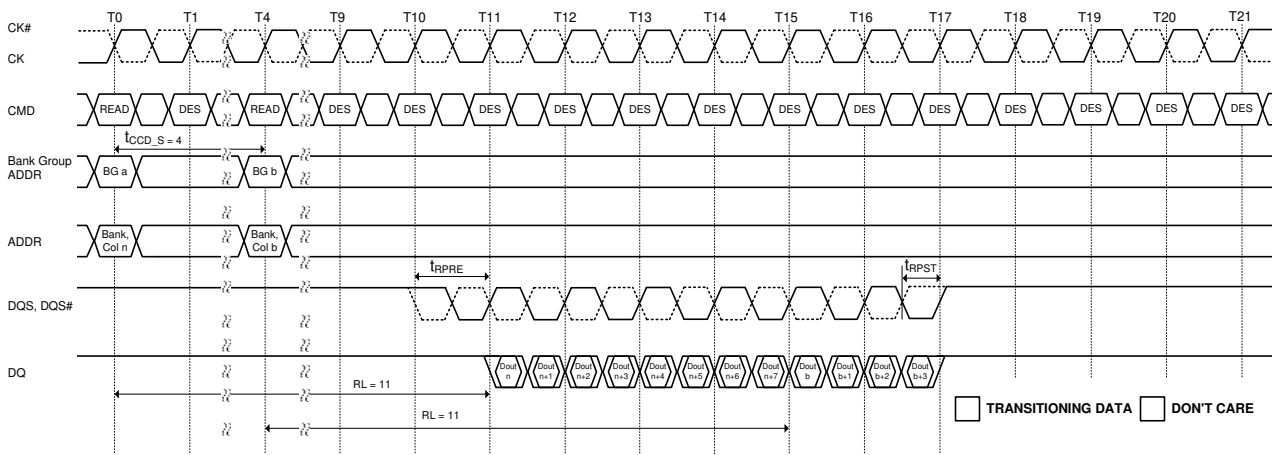 T0 T1 T4 T9 T10 T11 T12 T13 T14 T15 T16 T17 T18 T19 T20 T21
CK#
CK
CMD READ DES READ DES DES DES DES DES DES DES DES DES DES DES DES DES
tCCD_S = 4
Bank Group
ADDR
BG a BG b
ADDR
Bank,
Col n
Bank,
Col b
tRPRE tRPST
DQS, DQS#
DQ
Dout
n
Dout
n+1
Dout
n+2
Dout
n+3
Dout
n+4
Dout
n+5
Dout
n+6
Dout
n+7
Dout
b
Dout
b+1
Dout
b+2
Dout
b+3
RL = 11
RL = 11
TRANSITIONING DATA DON'T CARE